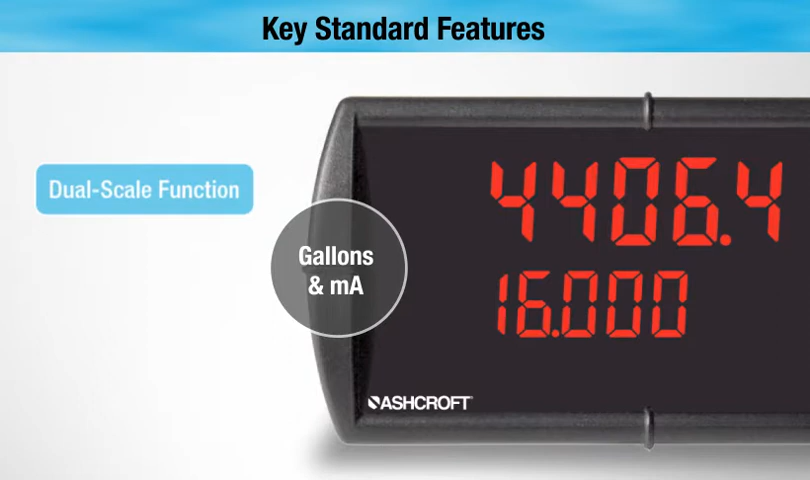 Key Standard Features
Dual-Scale Function
4406.4
Gallons
& mA
16.000
ASHCROFT